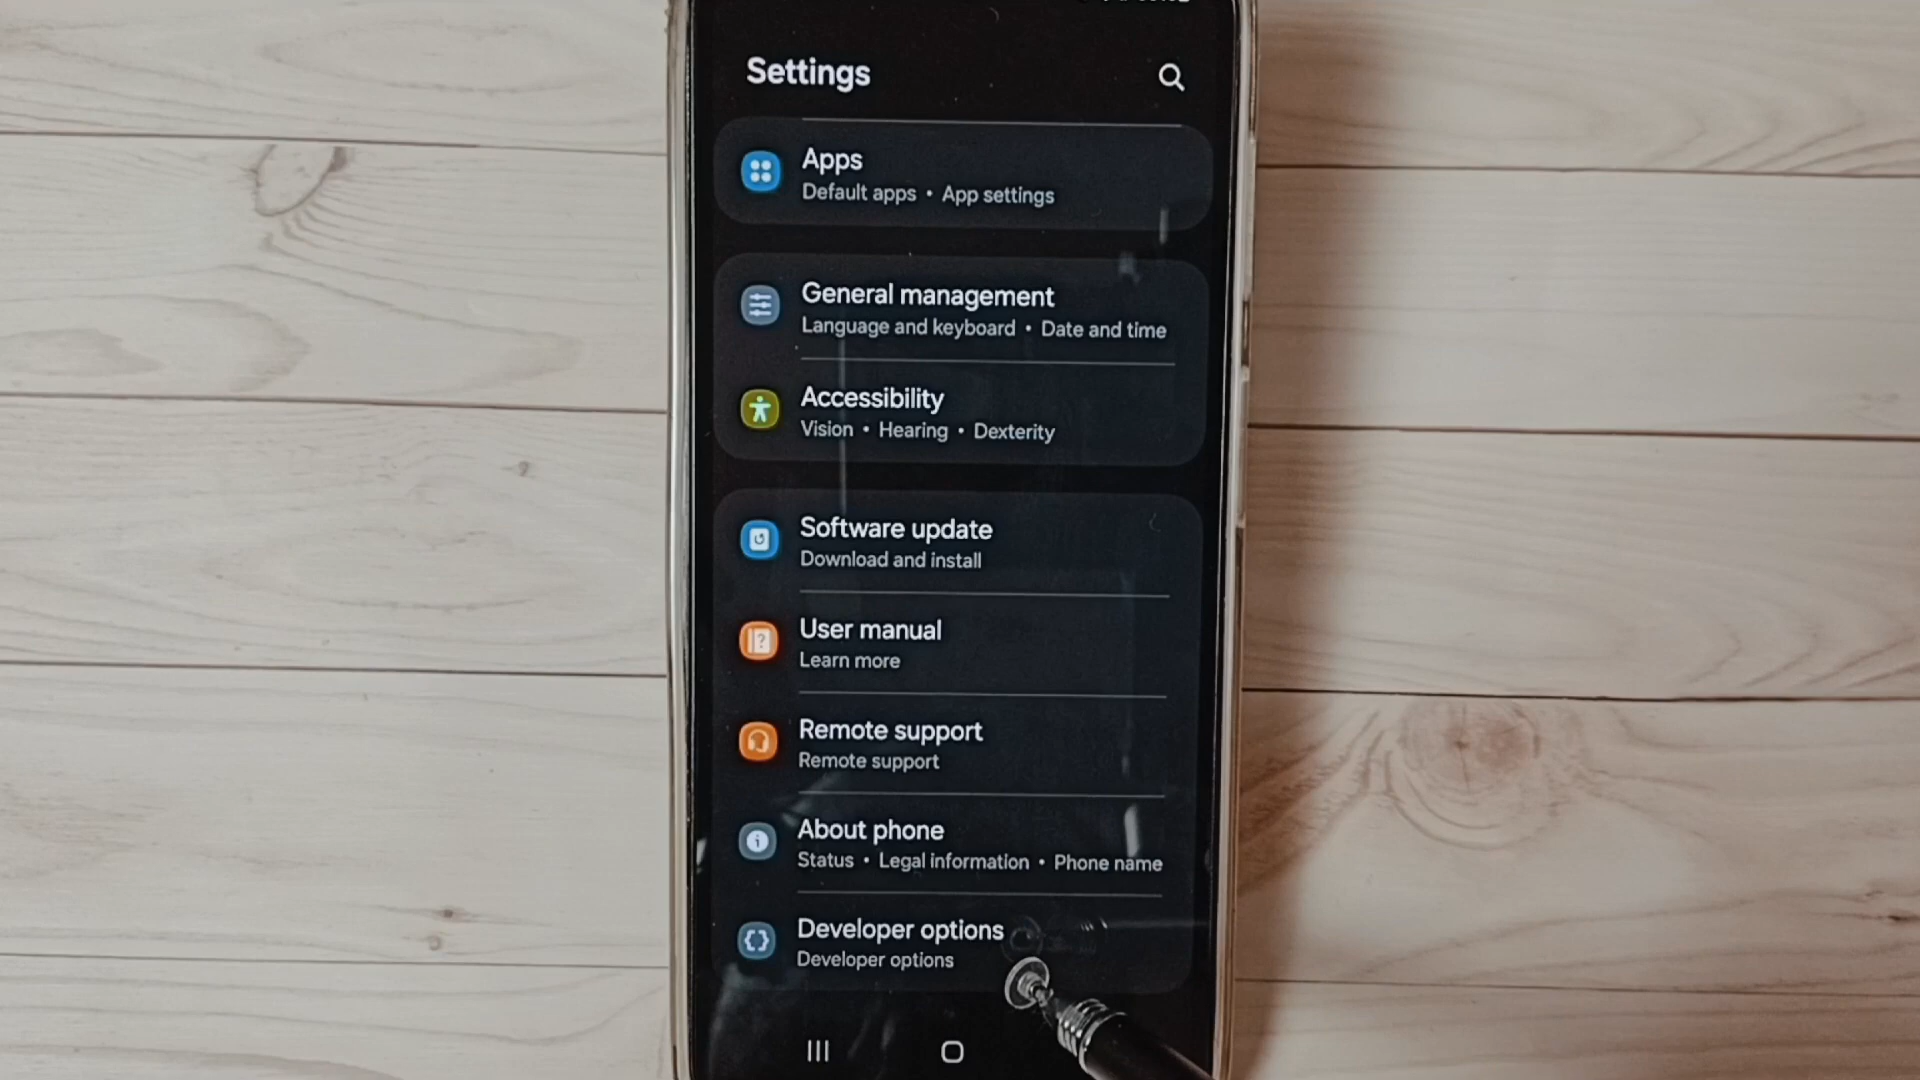 Settings
Apps
Default apps • App settings
General management
Language and keyboard • Date and time
Accessibility
Vision • Hearing • Dexterity
Software update
Download and install
User manual
Learn more
Remote support
Remote support
About phone
Status • Legal information • Phone name
Developer options
Developer options